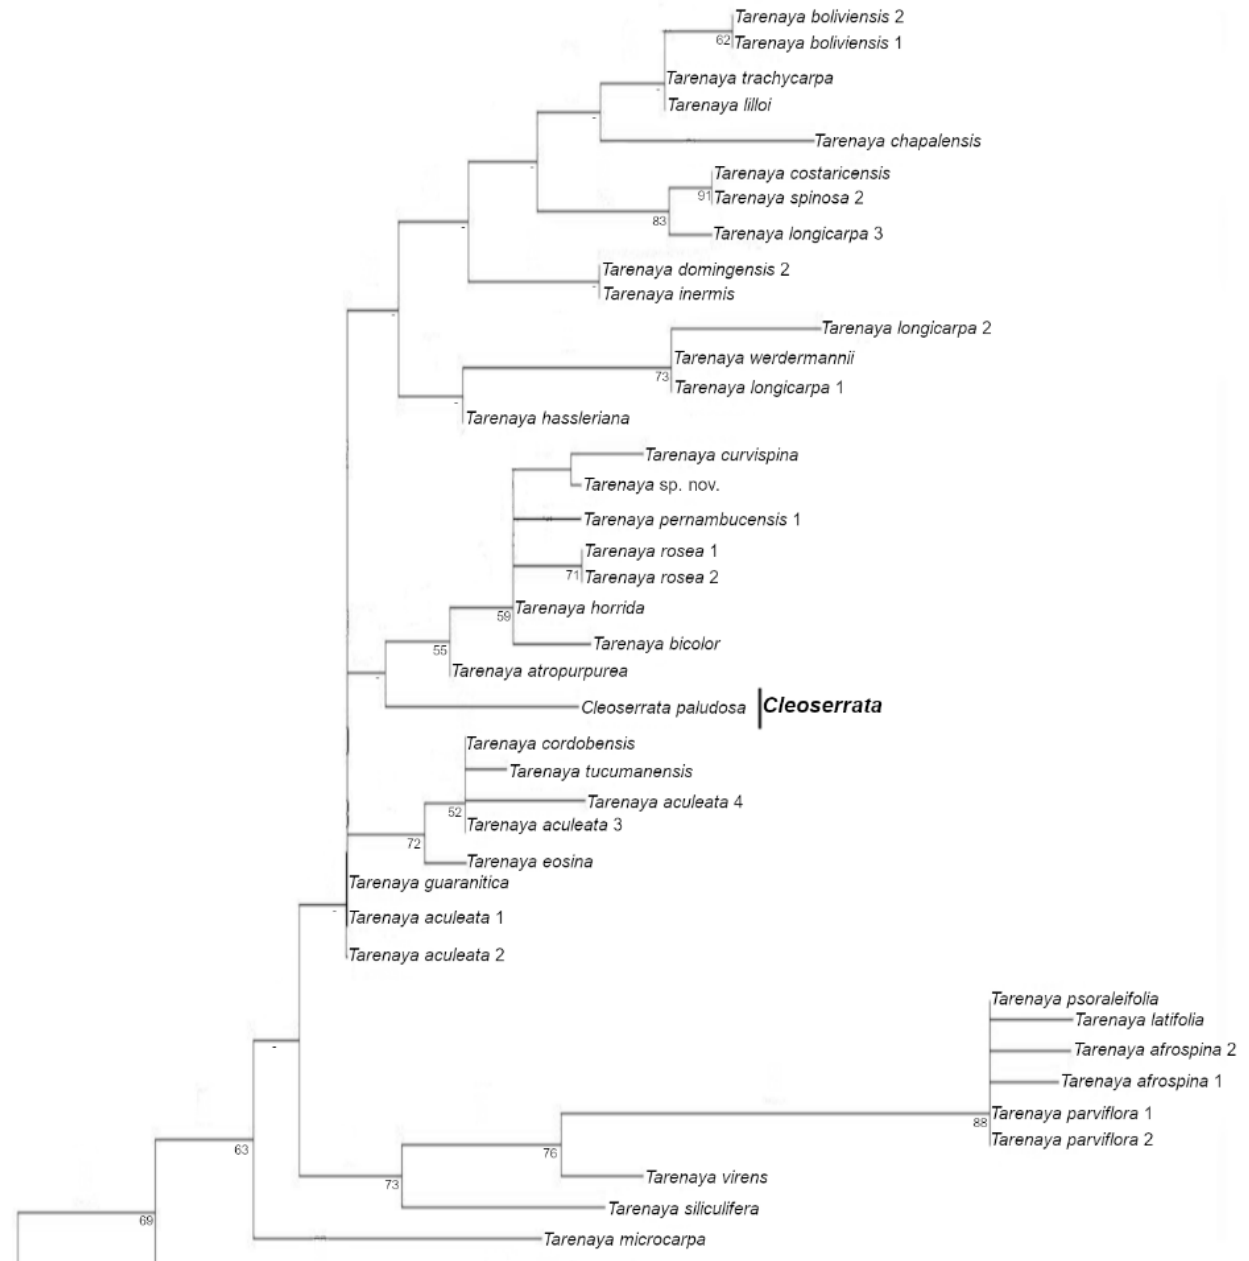 Tarenaya boliviensis 2
62
Tarenaya boliviensis 1
Tarenaya trachycarpa
-
Tarenaya lilloi
-
Tarenaya chapalensis
-
Tarenaya costaricensis
91
Tarenaya spinosa 2
83
Tarenaya longicarpa 3
-
Tarenaya domingensis 2
-
Tarenaya inermis
-
Tarenaya longicarpa 2
Tarenaya werdermannii
73
Tarenaya longicarpa 1
-
Tarenaya hassleriana
Tarenaya curvispina
Tarenaya sp. nov.
Tarenaya pernambucensis 1
Tarenaya rosea 1
71
Tarenaya rosea 2
59
Tarenaya horrida
Tarenaya bicolor
55
Tarenaya atropurpurea
-
Cleoserrata paludosa
Cleoserrata
Tarenaya cordobensis
Tarenaya tucumanensis
Tarenaya aculeata 4
52
Tarenaya aculeata 3
72
Tarenaya eosina
Tarenaya guaranitica
-
Tarenaya aculeata 1
Tarenaya aculeata 2
Tarenaya psoraleifolia
Tarenaya latifolia
-
Tarenaya afrospina 2
Tarenaya afrospina 1
88
Tarenaya parviflora 1
Tarenaya parviflora 2
63
76
Tarenaya virens
73
Tarenaya siliculifera
69
Tarenaya microcarpa